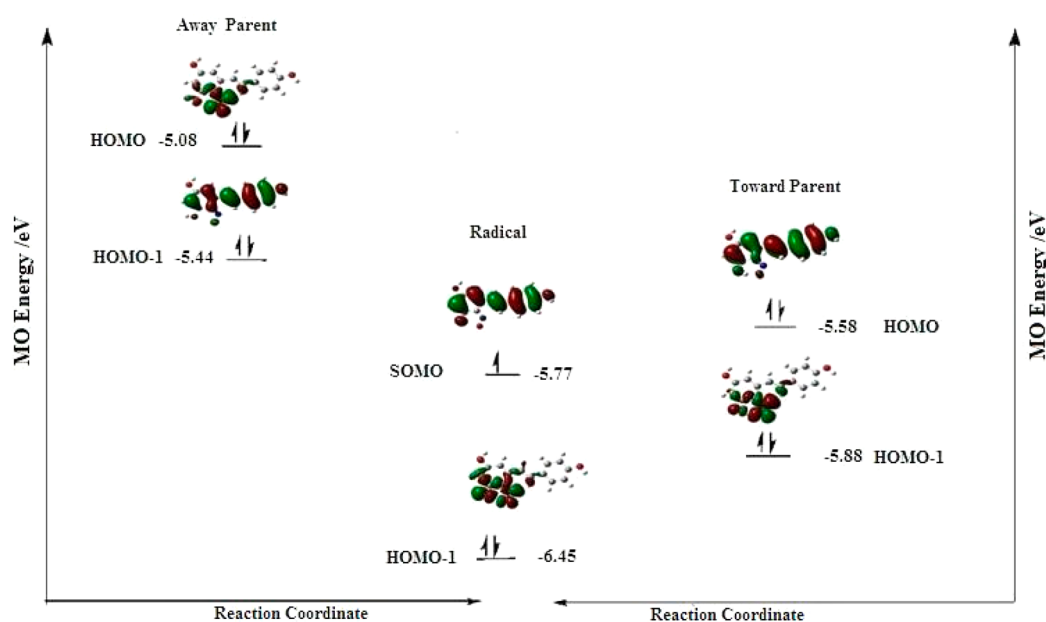 Away Parent
HOMO -5.08
HOMO-1 -5.44
Radical
SOMO
-5.77
HOMO-1
-6.45
Toward Parent
-5.58 HOMO
-5.88 HOMO-1
MO Energy /eV
MO Energy /eV
Reaction Coordinate
Reaction Coordinate